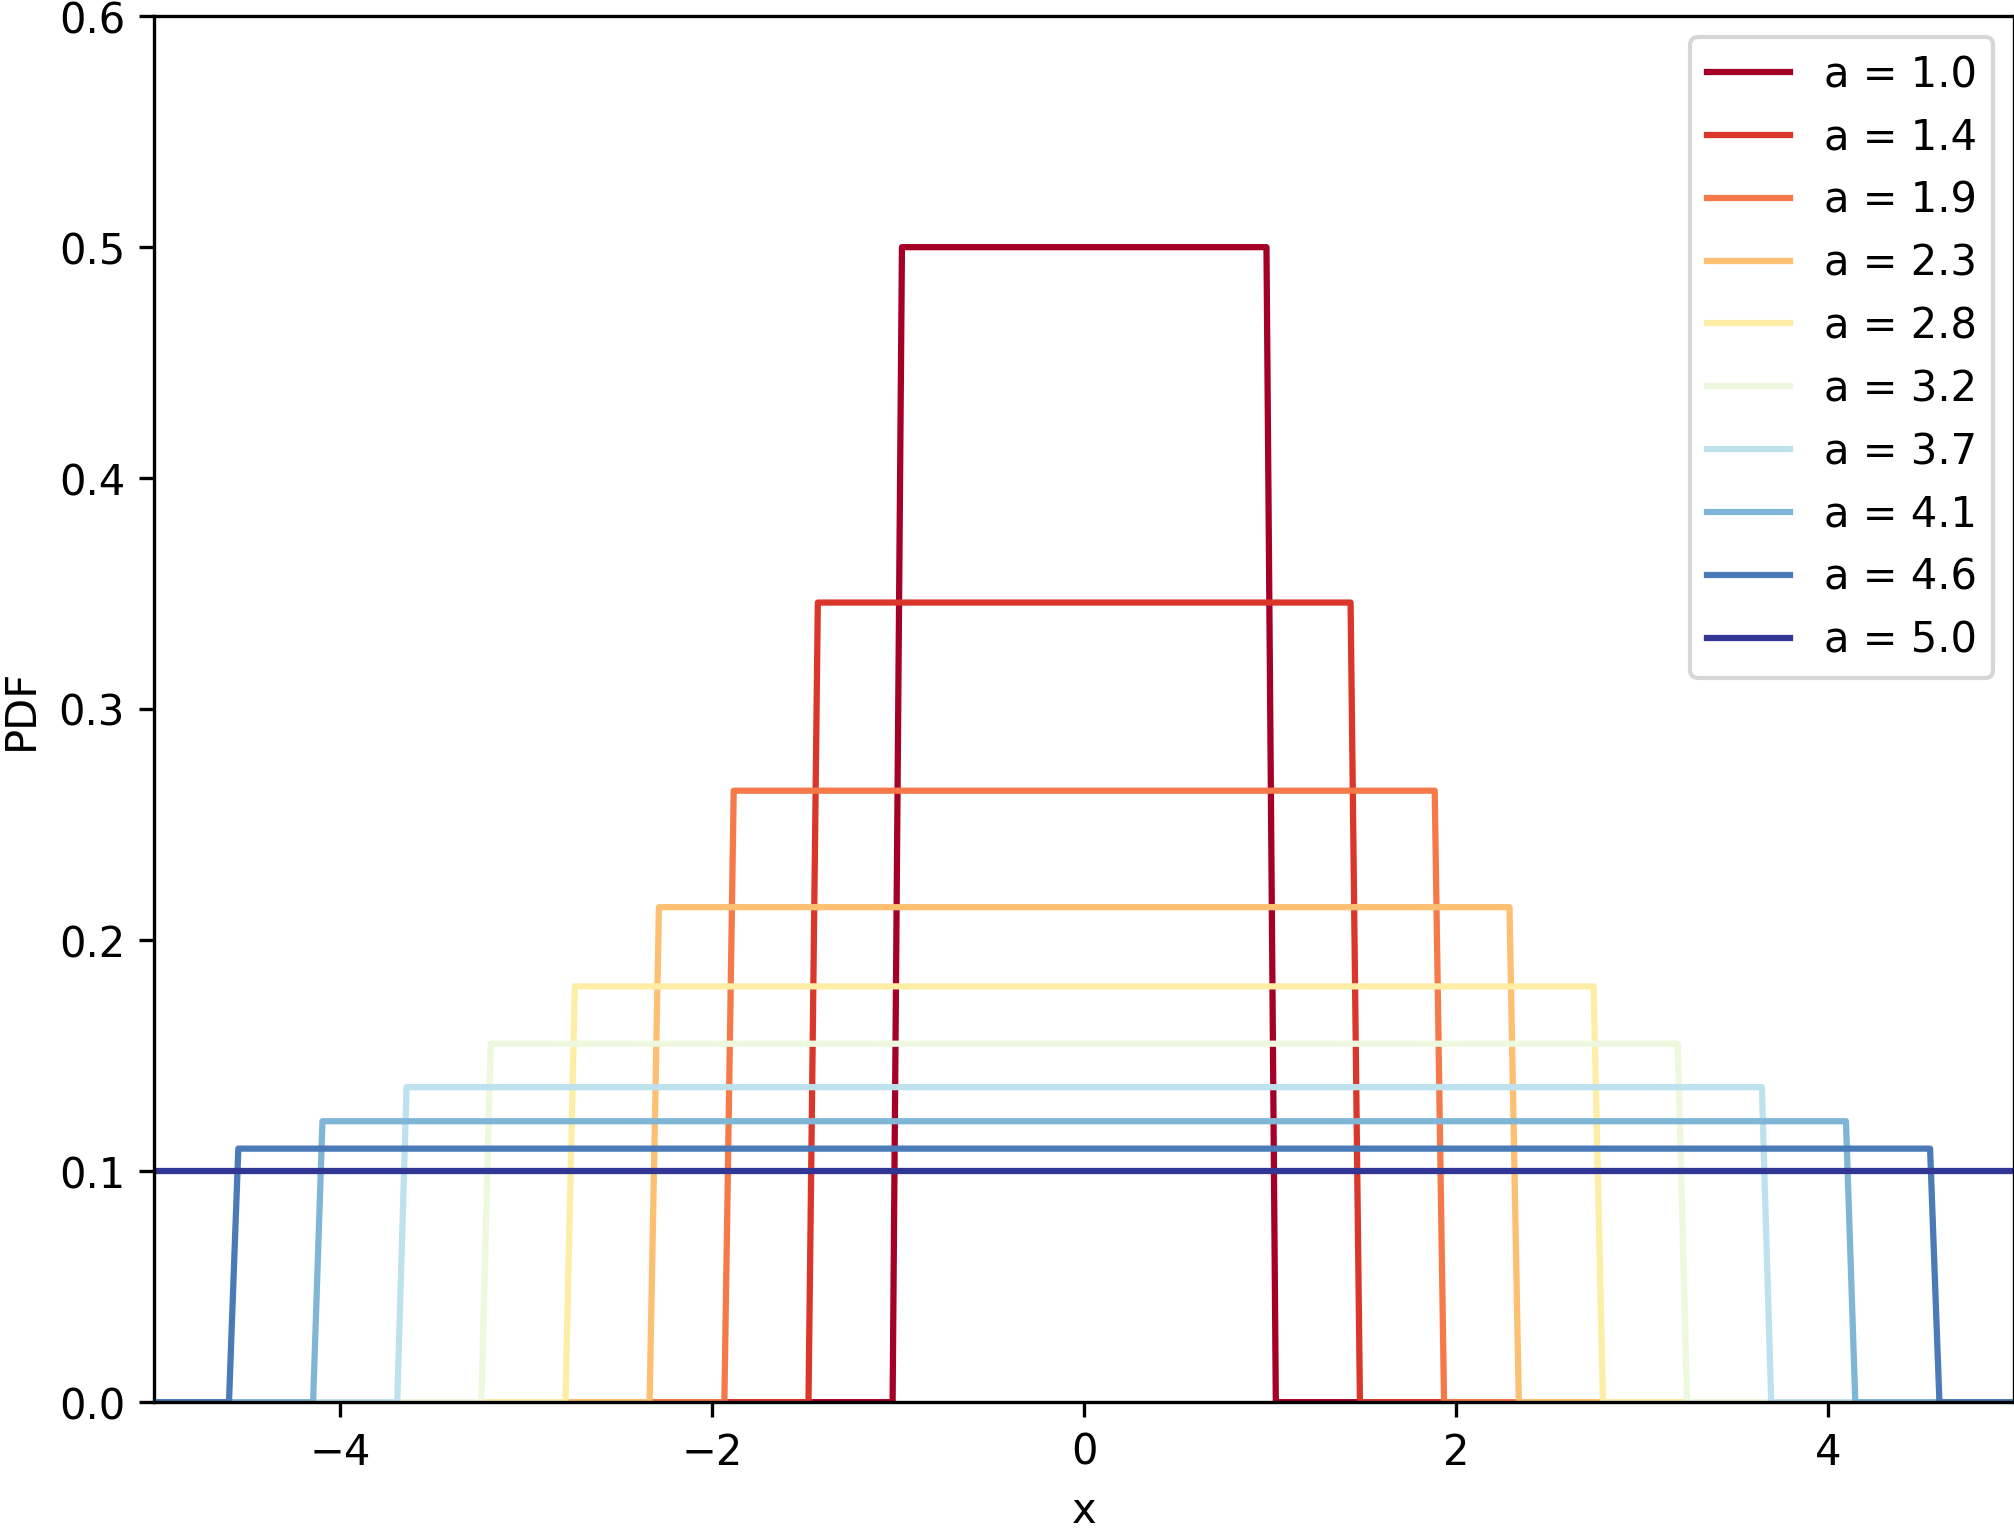 0.6
0.5
0.4
0.3
0.2
0.1
0.0
PDF
−4
−2
0
2
4
x
a = 1.0
a = 1.4
a = 1.9
a = 2.3
a = 2.8
a = 3.2
a = 3.7
a = 4.1
a = 4.6
a = 5.0